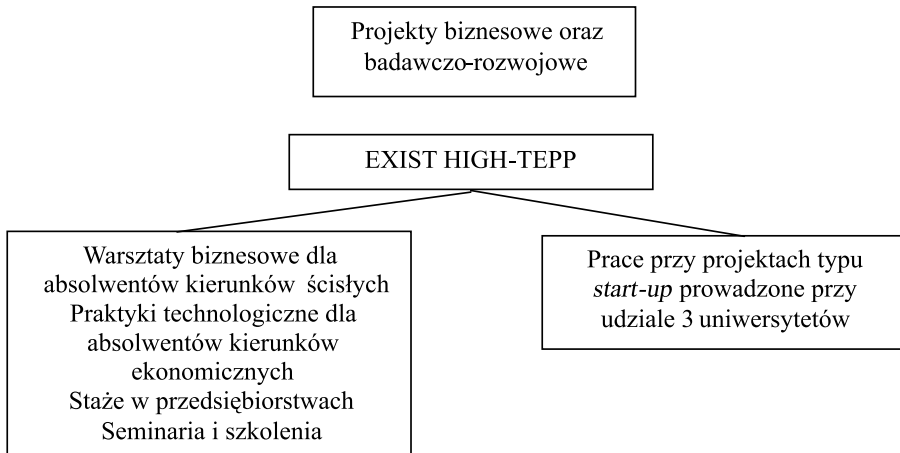 Projekty biznesowe oraz
badawczo-rozwojowe
EXIST HIGH-TEPP
Warsztaty biznesowe dla
absolwentów kierunków ścisłych
Praktyki technologiczne dla
absolwentów kierunków
ekonomicznych
Staże w przedsiębiorstwach
Seminaria i szkolenia
Prace przy projektach typu
start-up prowadzone przy
udziale 3 uniwersytetów